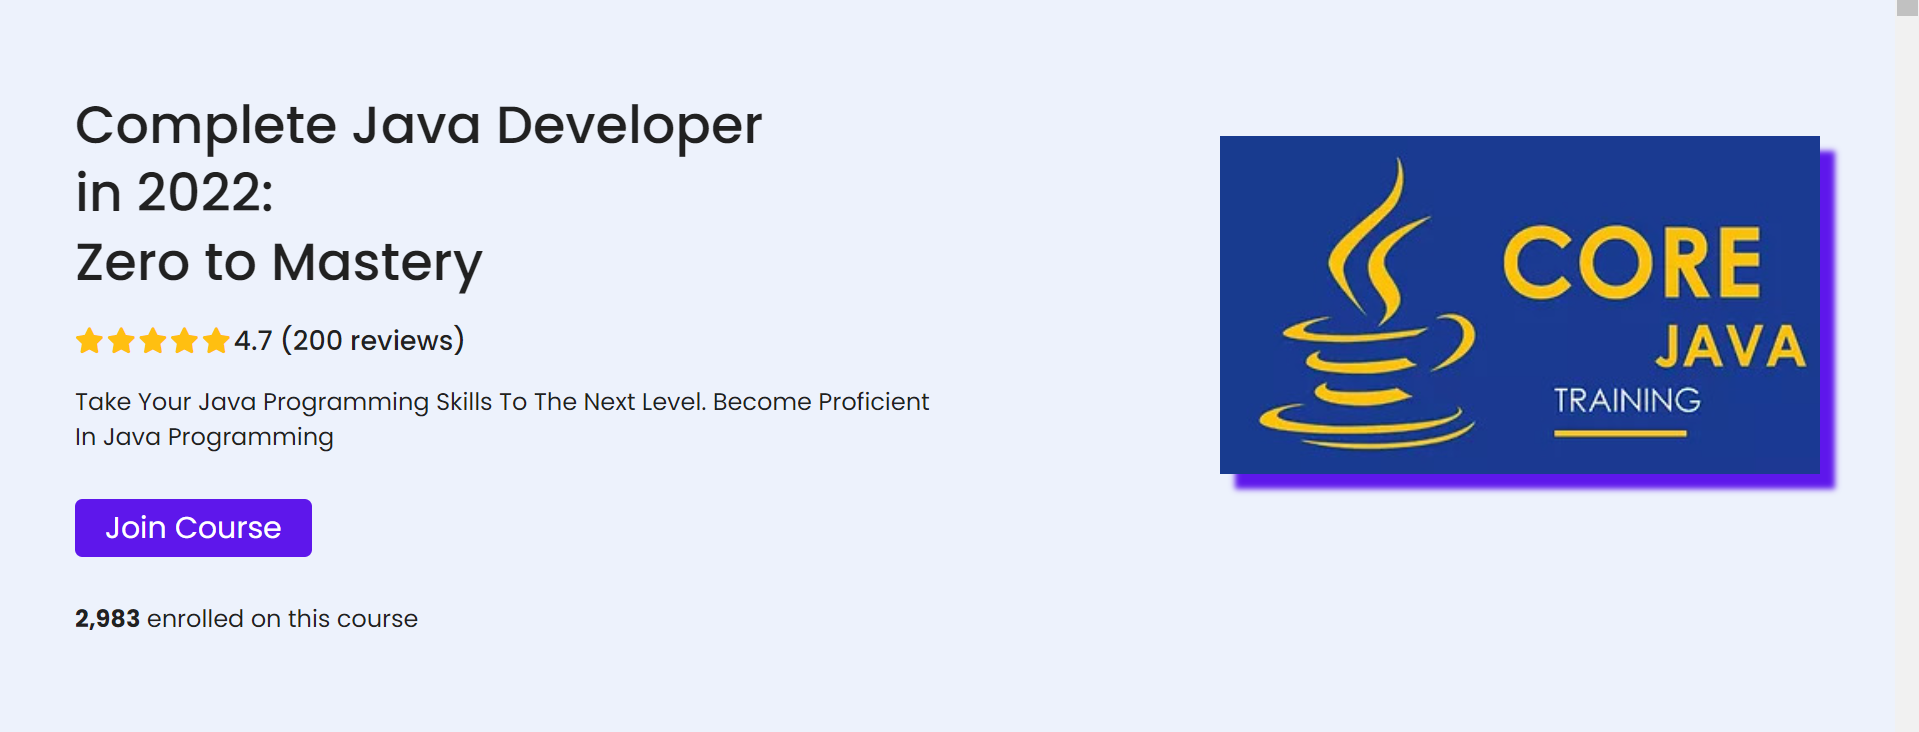 Complete Java Developer
in 2022:
Zero to Mastery
4.7 (200 reviews)
Take Your Java Programming Skills To The Next Level. Become Proficient
In Java Programming
Join Course
2,983 enrolled on this course
CORE
JAVA
TRAINING